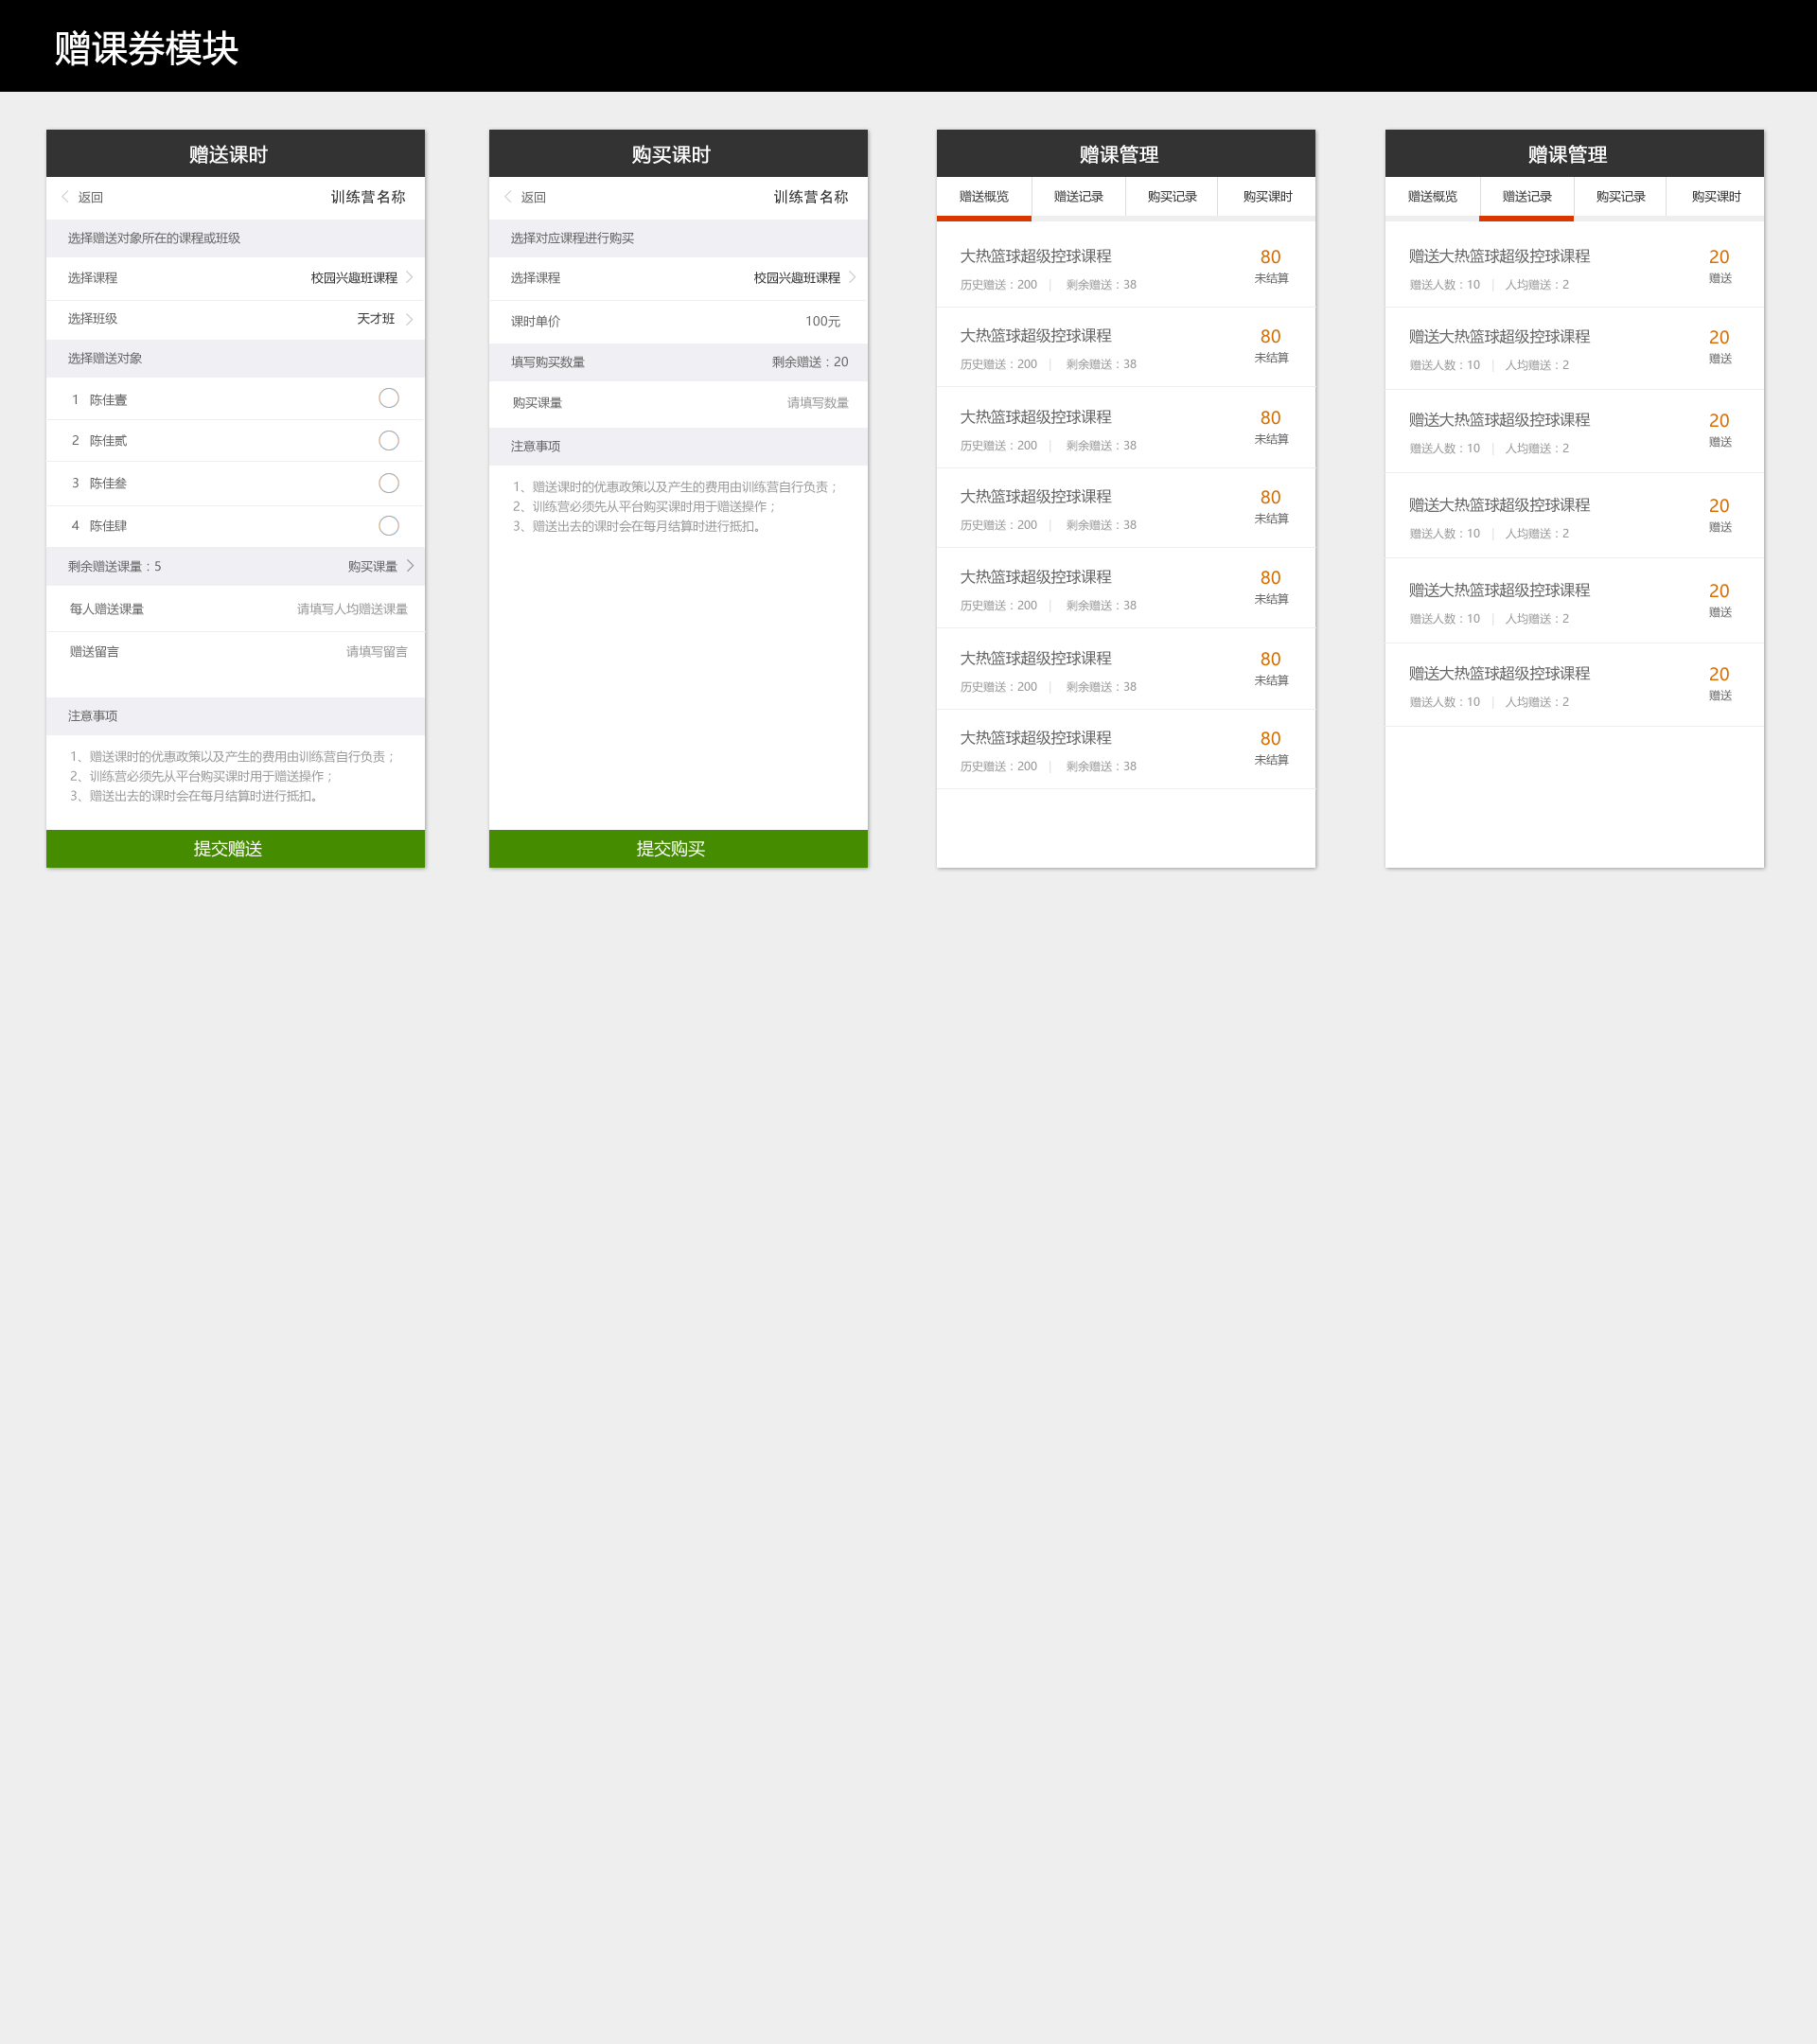 赠课券模块
赠送课时
返回 训练营名称
选择赠送对象所在的课程或班级
选择课程 校园兴趣班课程
选择班级 天才班
选择赠送对象
1 陈佳壹
2 陈佳贰
3 陈佳叁
4 陈佳肆
剩余赠送课量：5 购买课量
每人赠送课量 请填写人均赠送课量
赠送留言 请填写留言
注意事项
1、赠送课时的优惠政策以及产生的费用由训练营自行负责；
2、训练营必须先从平台购买课时用于赠送操作；
3、赠送出去的课时会在每月结算时进行抵扣。
提交赠送
购买课时
返回 训练营名称
选择对应课程进行购买
选择课程 校园兴趣班课程
课时单价 100元
填写购买数量 剩余赠送：20
购买课量 请填写数量
注意事项
1、赠送课时的优惠政策以及产生的费用由训练营自行负责；
2、训练营必须先从平台购买课时用于赠送操作；
3、赠送出去的课时会在每月结算时进行抵扣。
提交购买
赠课管理
赠送概览 赠送记录 购买记录 购买课时
大热篮球超级控球课程 80
历史赠送：200 | 剩余赠送：38 未结算
大热篮球超级控球课程 80
历史赠送：200 | 剩余赠送：38 未结算
大热篮球超级控球课程 80
历史赠送：200 | 剩余赠送：38 未结算
大热篮球超级控球课程 80
历史赠送：200 | 剩余赠送：38 未结算
大热篮球超级控球课程 80
历史赠送：200 | 剩余赠送：38 未结算
大热篮球超级控球课程 80
历史赠送：200 | 剩余赠送：38 未结算
大热篮球超级控球课程 80
历史赠送：200 | 剩余赠送：38 未结算
赠课管理
赠送概览 赠送记录 购买记录 购买课时
赠送大热篮球超级控球课程 20
赠送人数：10 | 人均赠送：2 赠送
赠送大热篮球超级控球课程 20
赠送人数：10 | 人均赠送：2 赠送
赠送大热篮球超级控球课程 20
赠送人数：10 | 人均赠送：2 赠送
赠送大热篮球超级控球课程 20
赠送人数：10 | 人均赠送：2 赠送
赠送大热篮球超级控球课程 20
赠送人数：10 | 人均赠送：2 赠送
赠送大热篮球超级控球课程 20
赠送人数：10 | 人均赠送：2 赠送